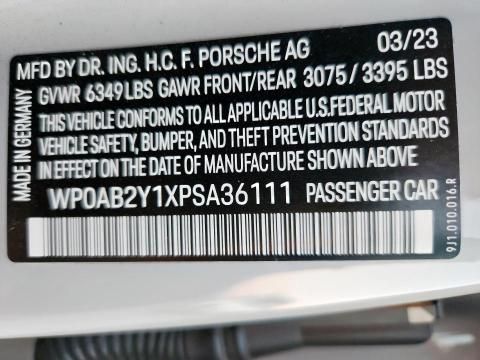 MFD BY DR. ING. H.C. F. PORSCHE AG 03/23
GVWR 6349LBS GAWR FRONT/REAR 3075/3395 LBS
THIS VEHICLE CONFORMS TO ALL APPLICABLE U.S.FEDERAL MOTOR
VEHICLE SAFETY, BUMPER, AND THEFT PREVENTION STANDARDS
IN EFFECT ON THE DATE OF MANUFACTURE SHOWN ABOVE
WP0AB2Y1XPSA36111 PASSENGER CAR
MADE IN GERMANY
9J1.010.016.R